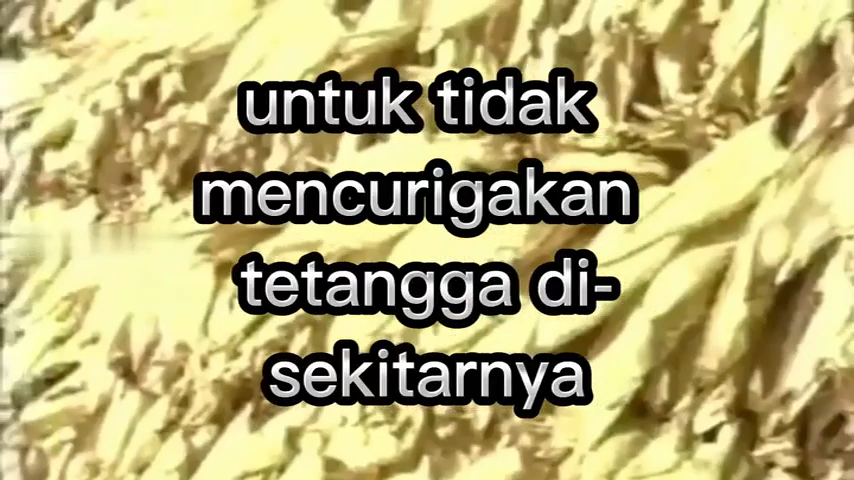 untuk tidak
mencurigakan
tetangga di-
sekitarnya